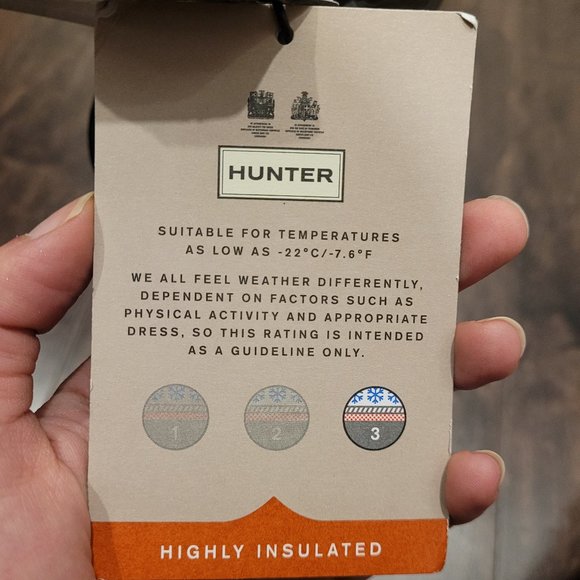 HUNTER
SUITABLE FOR TEMPERATURES
AS LOW AS -22°C/-7.6°F
WE ALL FEEL WEATHER DIFFERENTLY,
DEPENDENT ON FACTORS SUCH AS
PHYSICAL ACTIVITY AND APPROPRIATE
DRESS, SO THIS RATING IS INTENDED
AS A GUIDELINE ONLY.
1 2 3
HIGHLY INSULATED